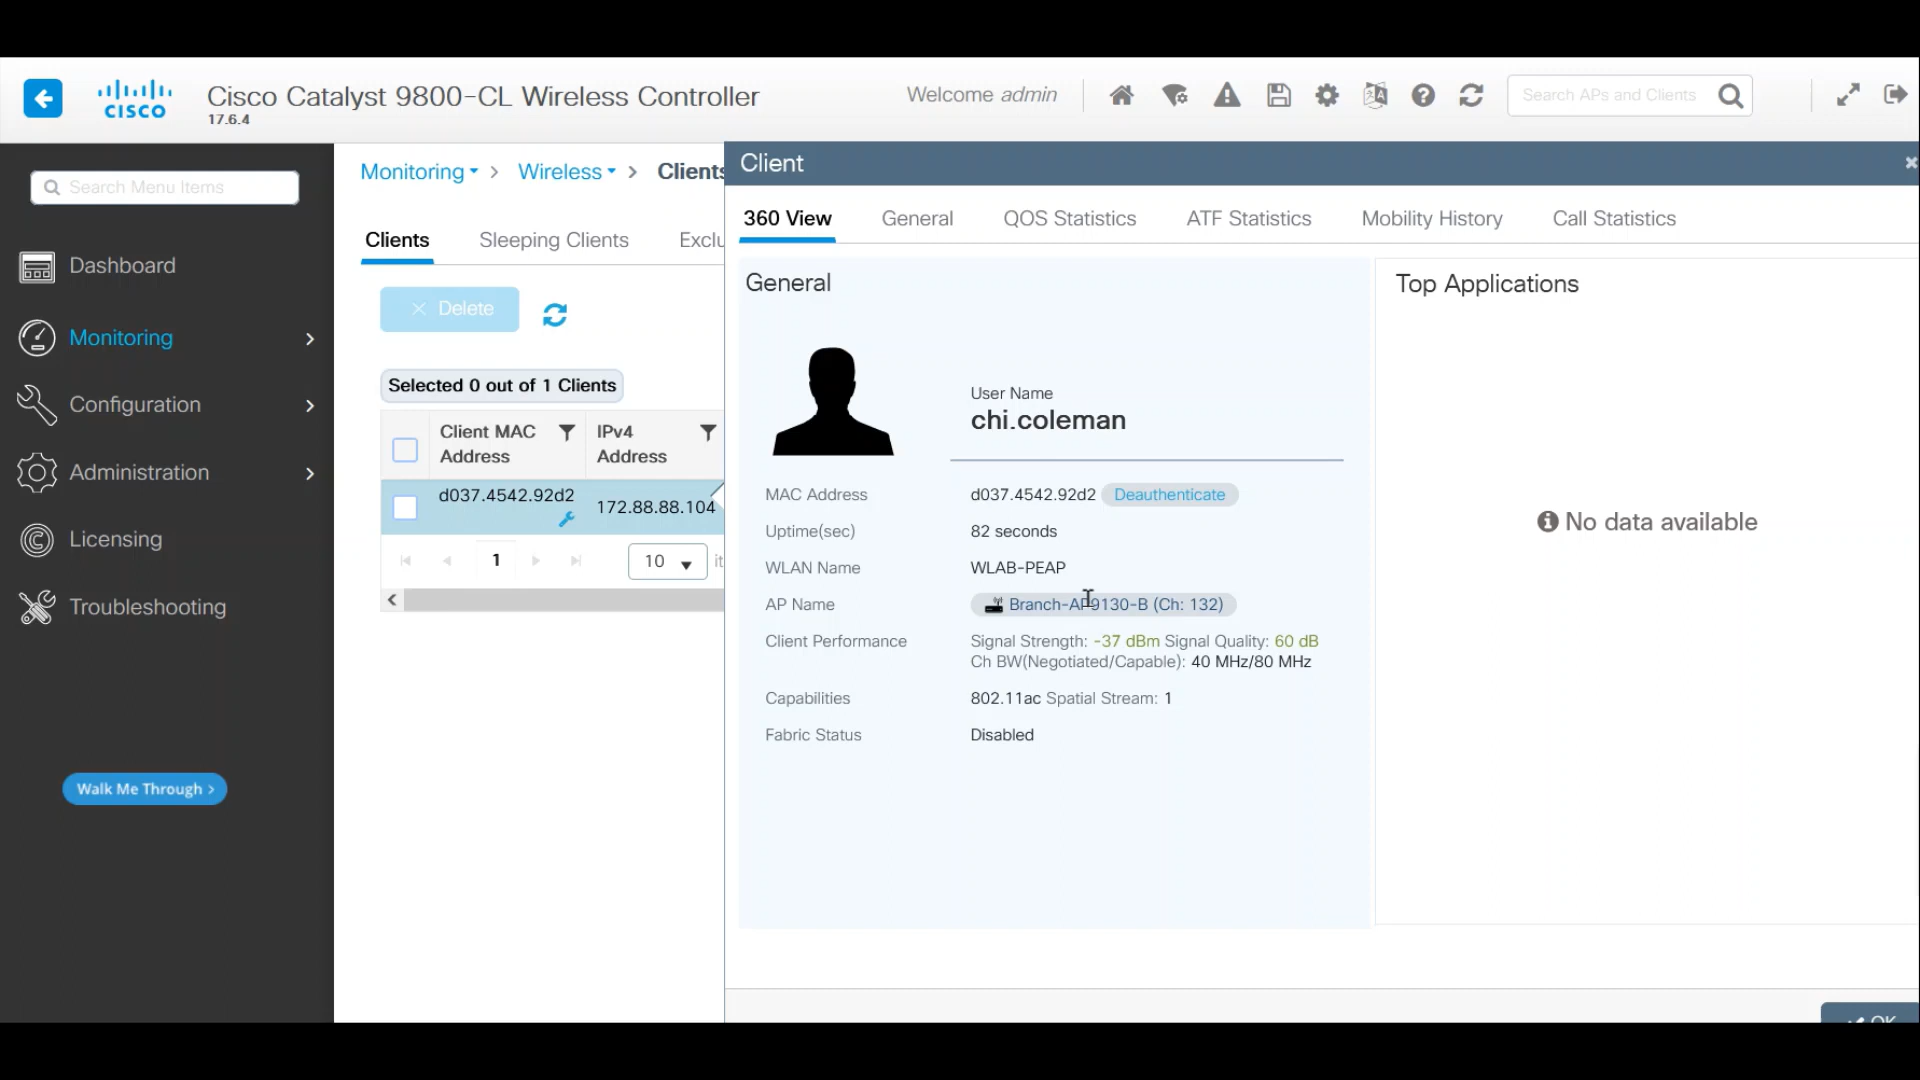 CISCO
Cisco Catalyst 9800-CL Wireless Controller
17.6.4
Welcome admin
Search APs and Clients
Search Menu Items
Dashboard
Monitoring
Configuration
Administration
Licensing
Troubleshooting
Walk Me Through >
Monitoring > Wireless > Clients
Clients Sleeping Clients Exclu
× Delete
Selected 0 out of 1 Clients
Client MAC Address IPv4 Address
d037.4542.92d2 172.88.88.104
1 10 it
Client
360 View General QOS Statistics ATF Statistics Mobility History Call Statistics
General
User Name
chi.coleman
MAC Address d037.4542.92d2 Deauthenticate
Uptime(sec) 82 seconds
WLAN Name WLAB-PEAP
AP Name Branch-AP9130-B (Ch: 132)
Client Performance Signal Strength: -37 dBm Signal Quality: 60 dB
Ch BW(Negotiated/Capable): 40 MHz/80 MHz
Capabilities 802.11ac Spatial Stream: 1
Fabric Status Disabled
Top Applications
No data available
OK